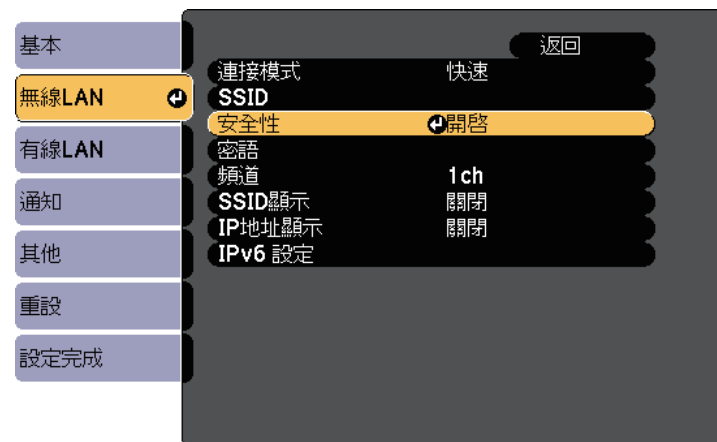 基本
無線LAN
有線LAN
通知
其他
重設
設定完成
返回
連接模式 快速
SSID
安全性 開啓
密語
頻道 1ch
SSID顯示 關閉
IP地址顯示 關閉
IPv6 設定